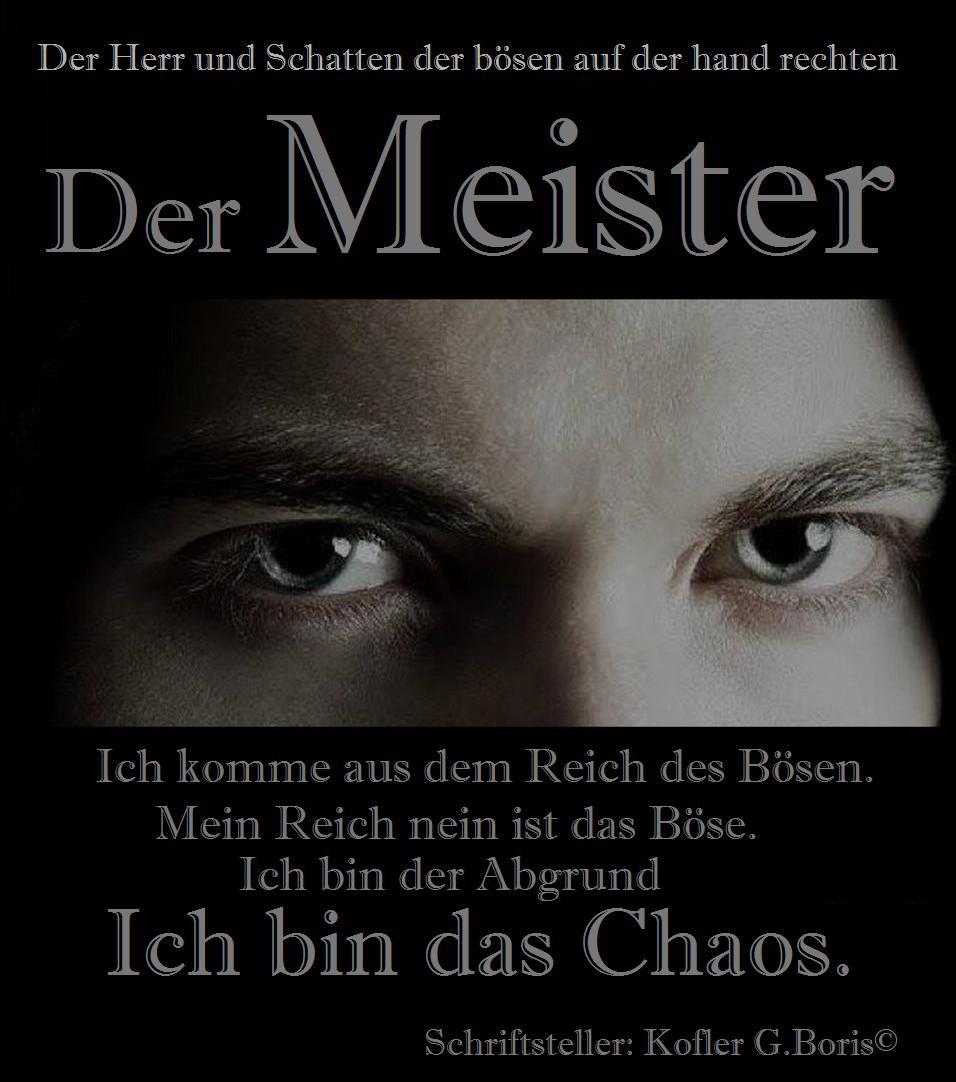 Der Herr und Schatten der bösen auf der hand rechten
Der Meister
Ich komme aus dem Reich des Bösen.
Mein Reich nein ist das Böse.
Ich bin der Abgrund
Ich bin das Chaos.
Schriftsteller: Kofler G.Boris©